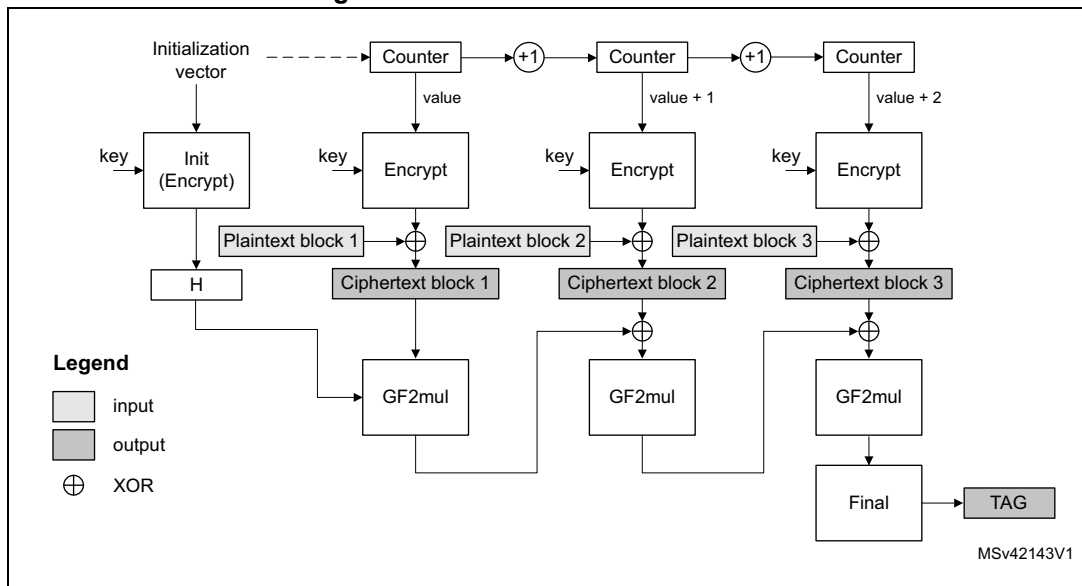 Initialization
vector
Counter
+1
Counter
+1
Counter
value
value + 1
value + 2
key
Init
(Encrypt)
key
Encrypt
key
Encrypt
key
Encrypt
Plaintext block 1
Plaintext block 2
Plaintext block 3
H
Ciphertext block 1
Ciphertext block 2
Ciphertext block 3
Legend
input
output
XOR
GF2mul
GF2mul
GF2mul
Final
TAG
MSv42143V1